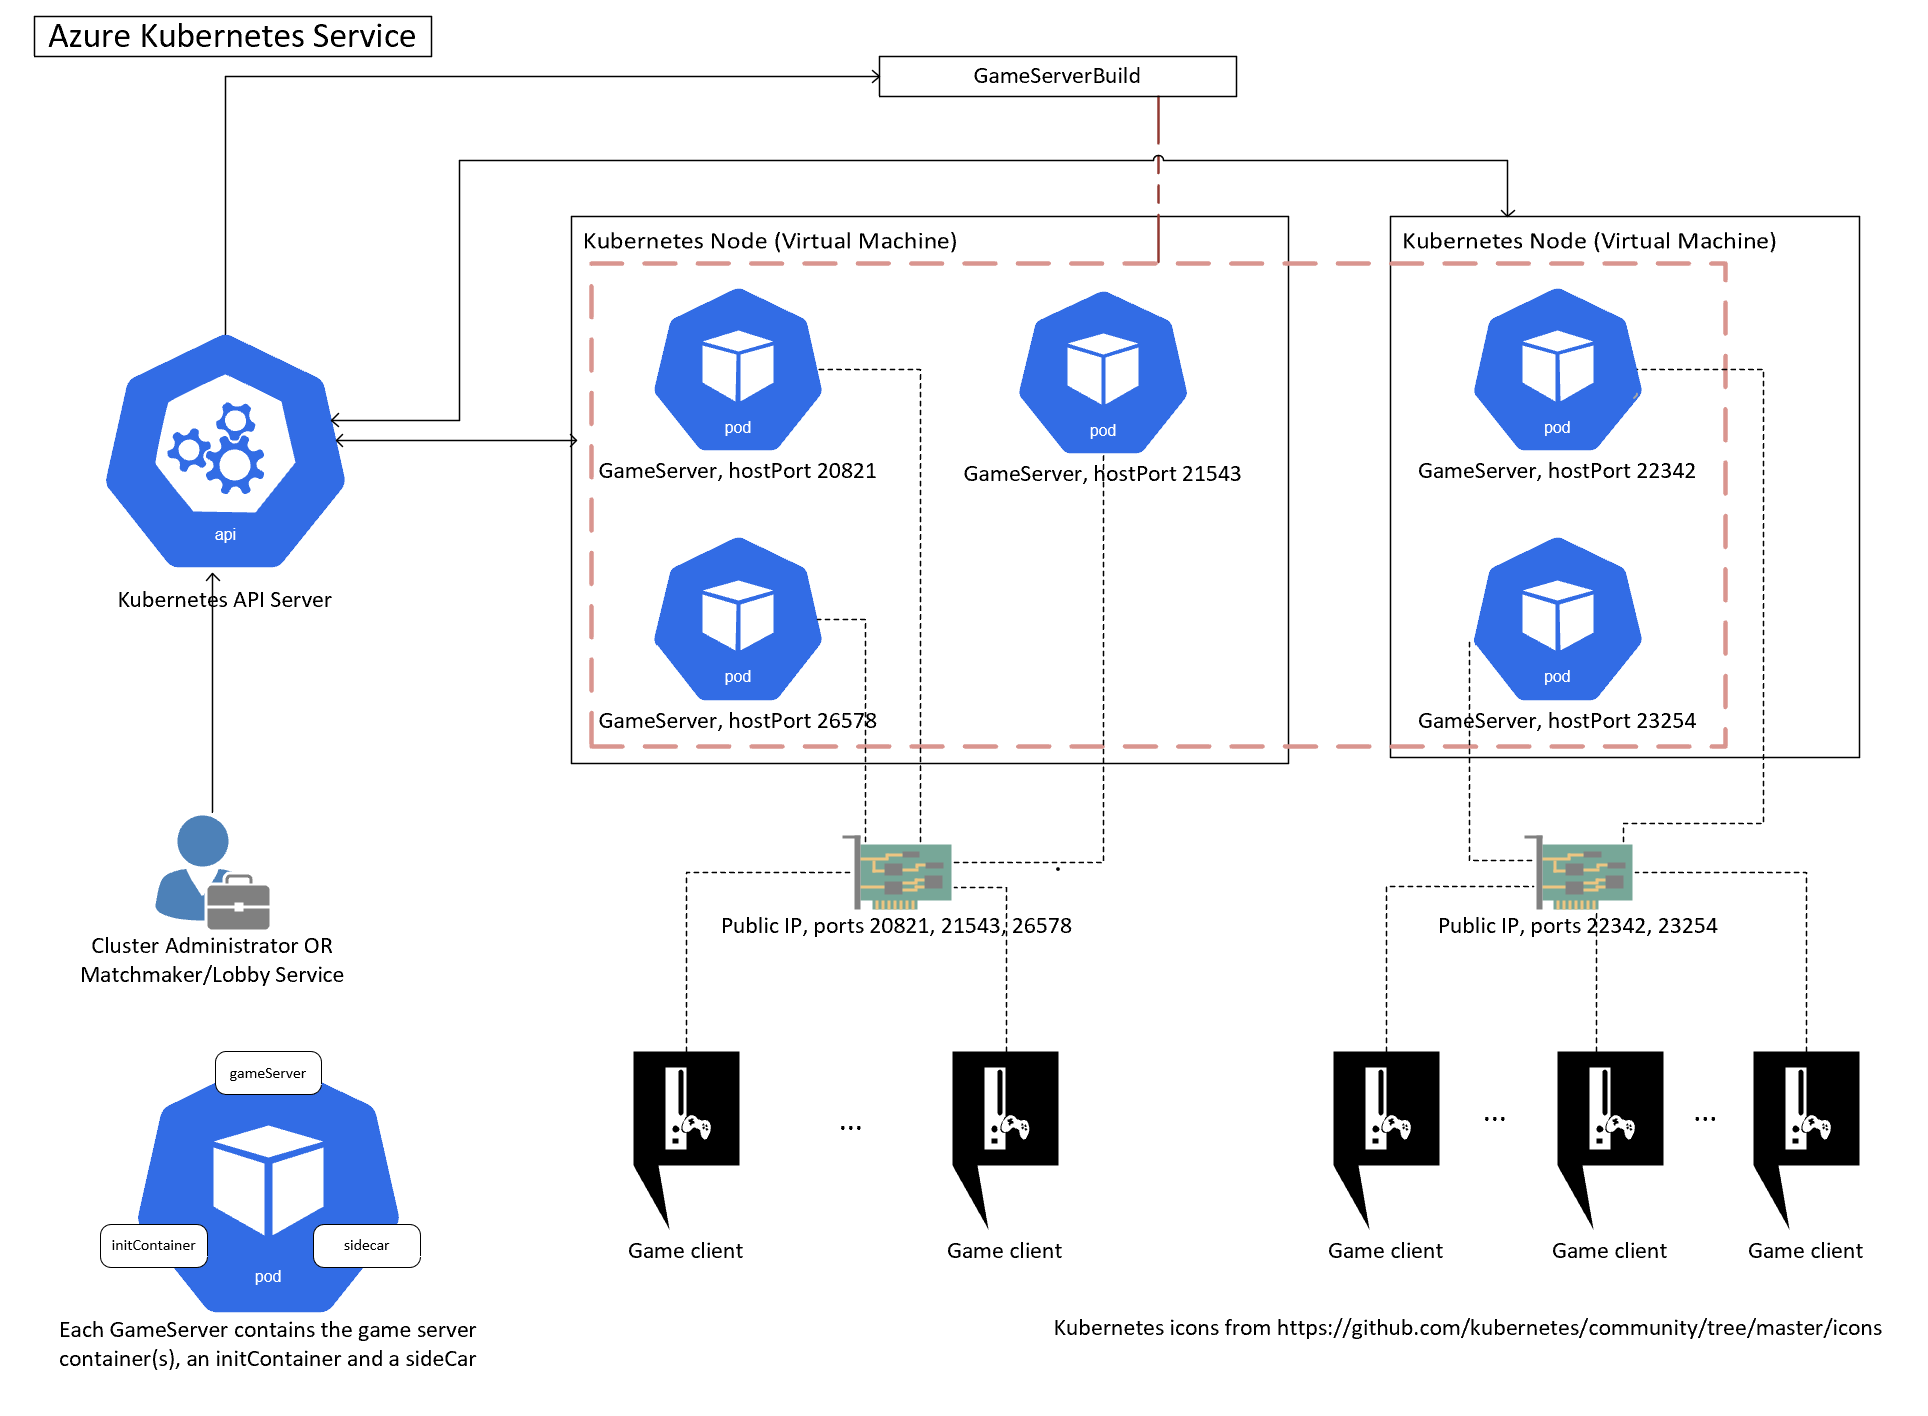 Azure Kubernetes Service
GameServerBuild
Kubernetes Node (Virtual Machine)
Kubernetes Node (Virtual Machine)
pod
pod
pod
GameServer, hostPort 20821
GameServer, hostPort 21543
GameServer, hostPort 22342
api
Kubernetes API Server
pod
pod
GameServer, hostPort 26578
GameServer, hostPort 23254
Public IP, ports 20821, 21543, 26578
Public IP, ports 22342, 23254
Cluster Administrator OR
Matchmaker/Lobby Service
gameServer
initContainer
sidecar
pod
...
...
...
Game client
Game client
Game client
Game client
Game client
Each GameServer contains the game server
container(s), an initContainer and a sideCar
Kubernetes icons from https://github.com/kubernetes/community/tree/master/icons